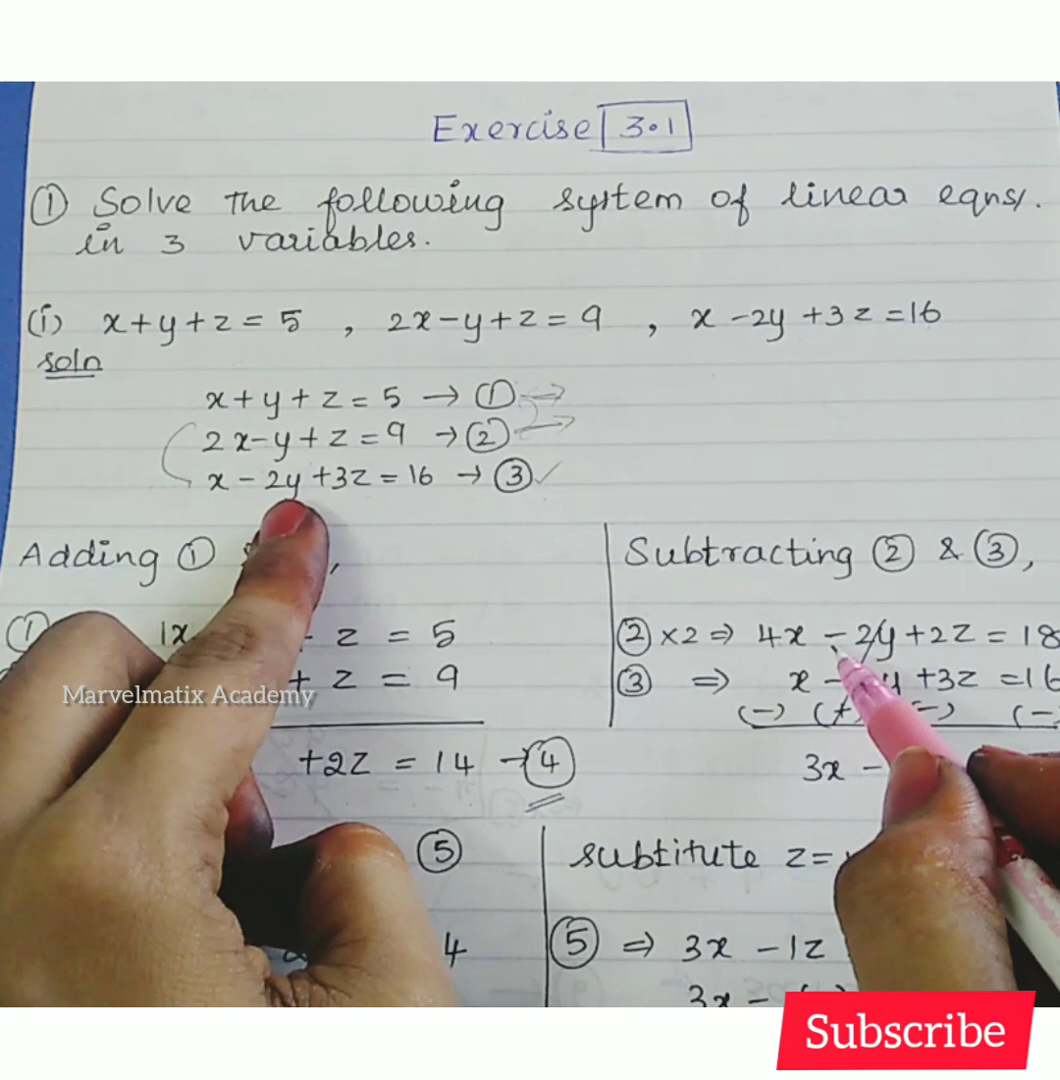 Exercise 3.1
① Solve the following system of linear eqns/.
in 3 variables.
(i) x+y+z=5 , 2x-y+z=9 , x-2y+3z=16
soln
x+y+z=5 → ①
2x-y+z=9 → ②
x-2y+3z=16 → ③ ✓
Adding ① ,
① 1x z = 5
+ z = 9
+2z = 14 → ④
⑤
4
Subtracting ② & ③,
② ×2 ⇒ 4x -2y+2z = 18
③ ⇒ x - y +3z =16
(-) (+) (-) (-)
3x -
subtitute z=
⑤ ⇒ 3x -1z
3x -
Marvelmatix Academy
Subscribe